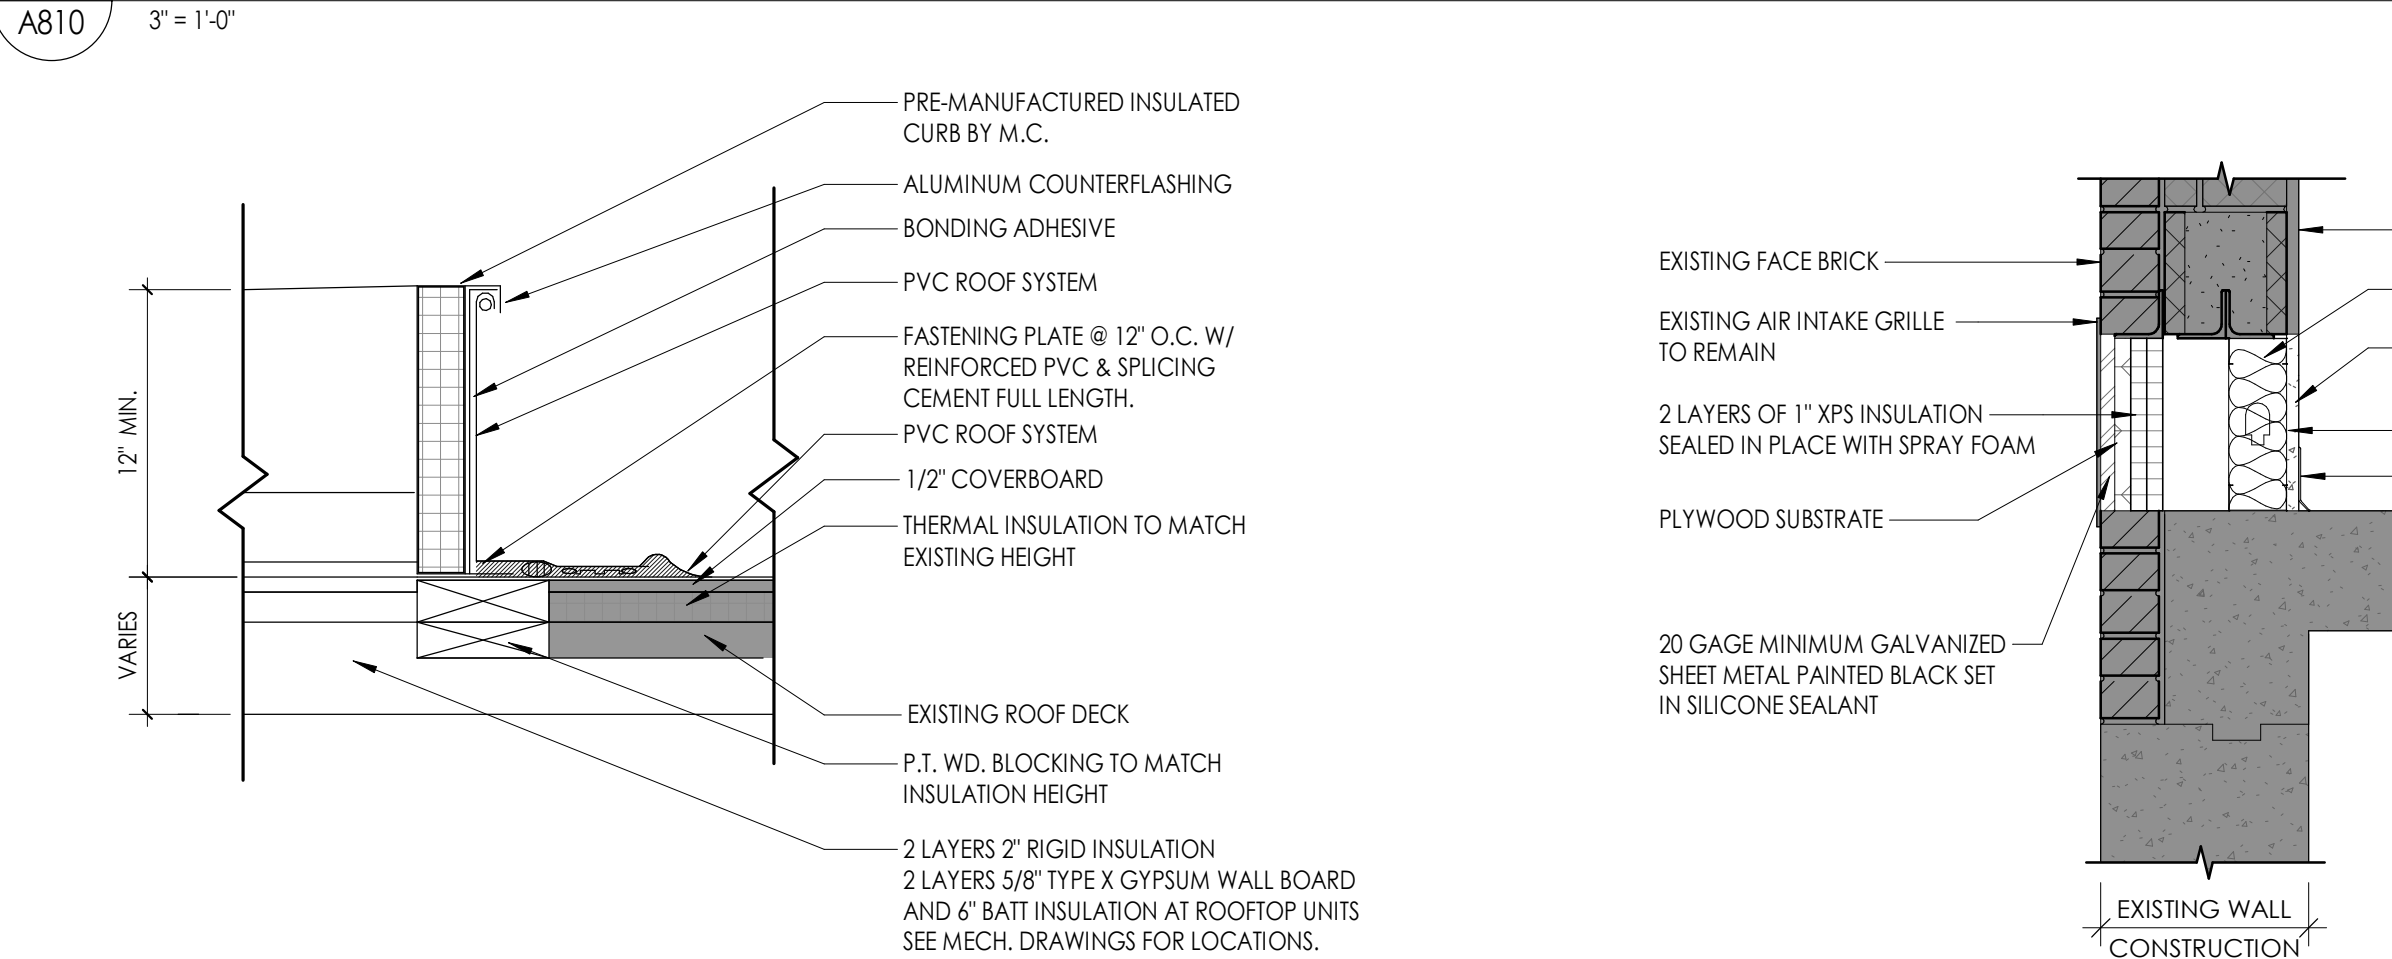 A810
3" = 1'-0"
PRE-MANUFACTURED INSULATED
CURB BY M.C.
ALUMINUM COUNTERFLASHING
BONDING ADHESIVE
PVC ROOF SYSTEM
FASTENING PLATE @ 12" O.C. W/
REINFORCED PVC & SPLICING
CEMENT FULL LENGTH.
PVC ROOF SYSTEM
1/2" COVERBOARD
THERMAL INSULATION TO MATCH
EXISTING HEIGHT
EXISTING ROOF DECK
P.T. WD. BLOCKING TO MATCH
INSULATION HEIGHT
2 LAYERS 2" RIGID INSULATION
2 LAYERS 5/8" TYPE X GYPSUM WALL BOARD
AND 6" BATT INSULATION AT ROOFTOP UNITS
SEE MECH. DRAWINGS FOR LOCATIONS.
12" MIN.
VARIES
EXISTING FACE BRICK
EXISTING AIR INTAKE GRILLE
TO REMAIN
2 LAYERS OF 1" XPS INSULATION
SEALED IN PLACE WITH SPRAY FOAM
PLYWOOD SUBSTRATE
20 GAGE MINIMUM GALVANIZED
SHEET METAL PAINTED BLACK SET
IN SILICONE SEALANT
EXISTING WALL
CONSTRUCTION